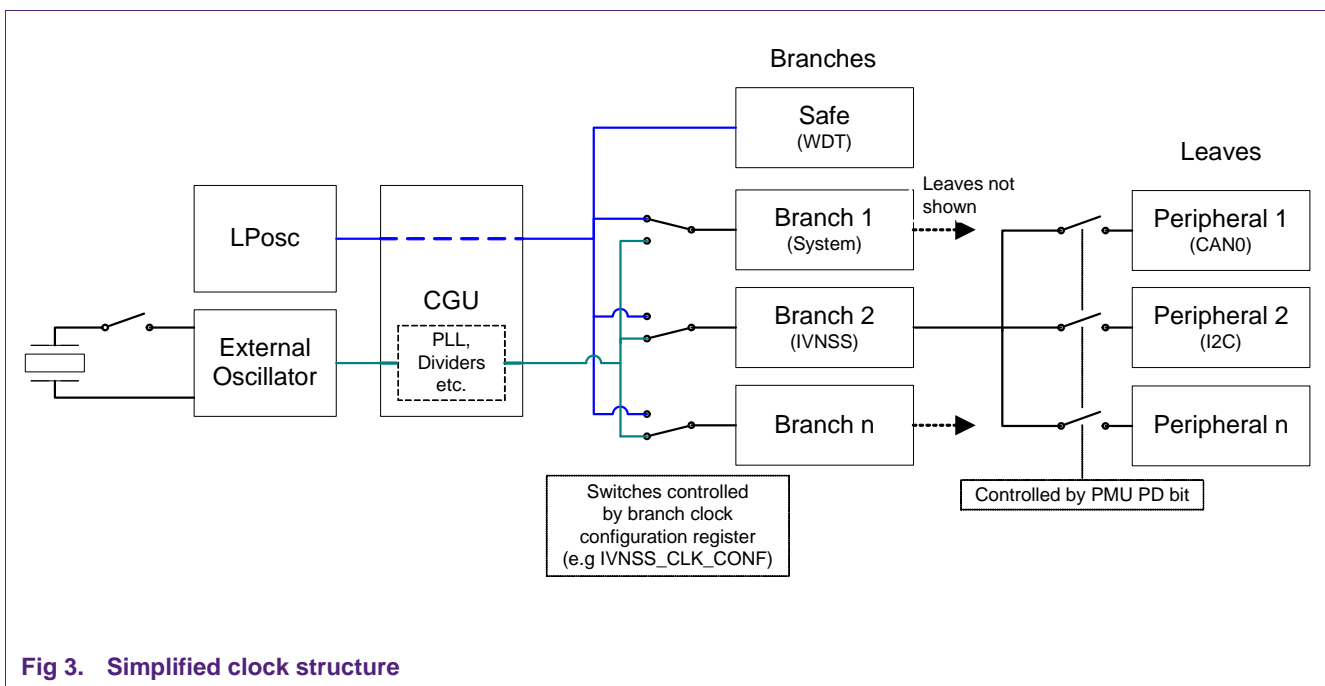 Branches
Safe
(WDT)
Leaves
Leaves not
shown
LPosc
Branch 1
(System)
Peripheral 1
(CAN0)
CGU
External
Oscillator
PLL,
Dividers
etc.
Branch 2
(IVNSS)
Peripheral 2
(I2C)
Branch n
Peripheral n
Switches controlled
by branch clock
configuration register
(e.g IVNSS_CLK_CONF)
Controlled by PMU PD bit
Fig 3. Simplified clock structure